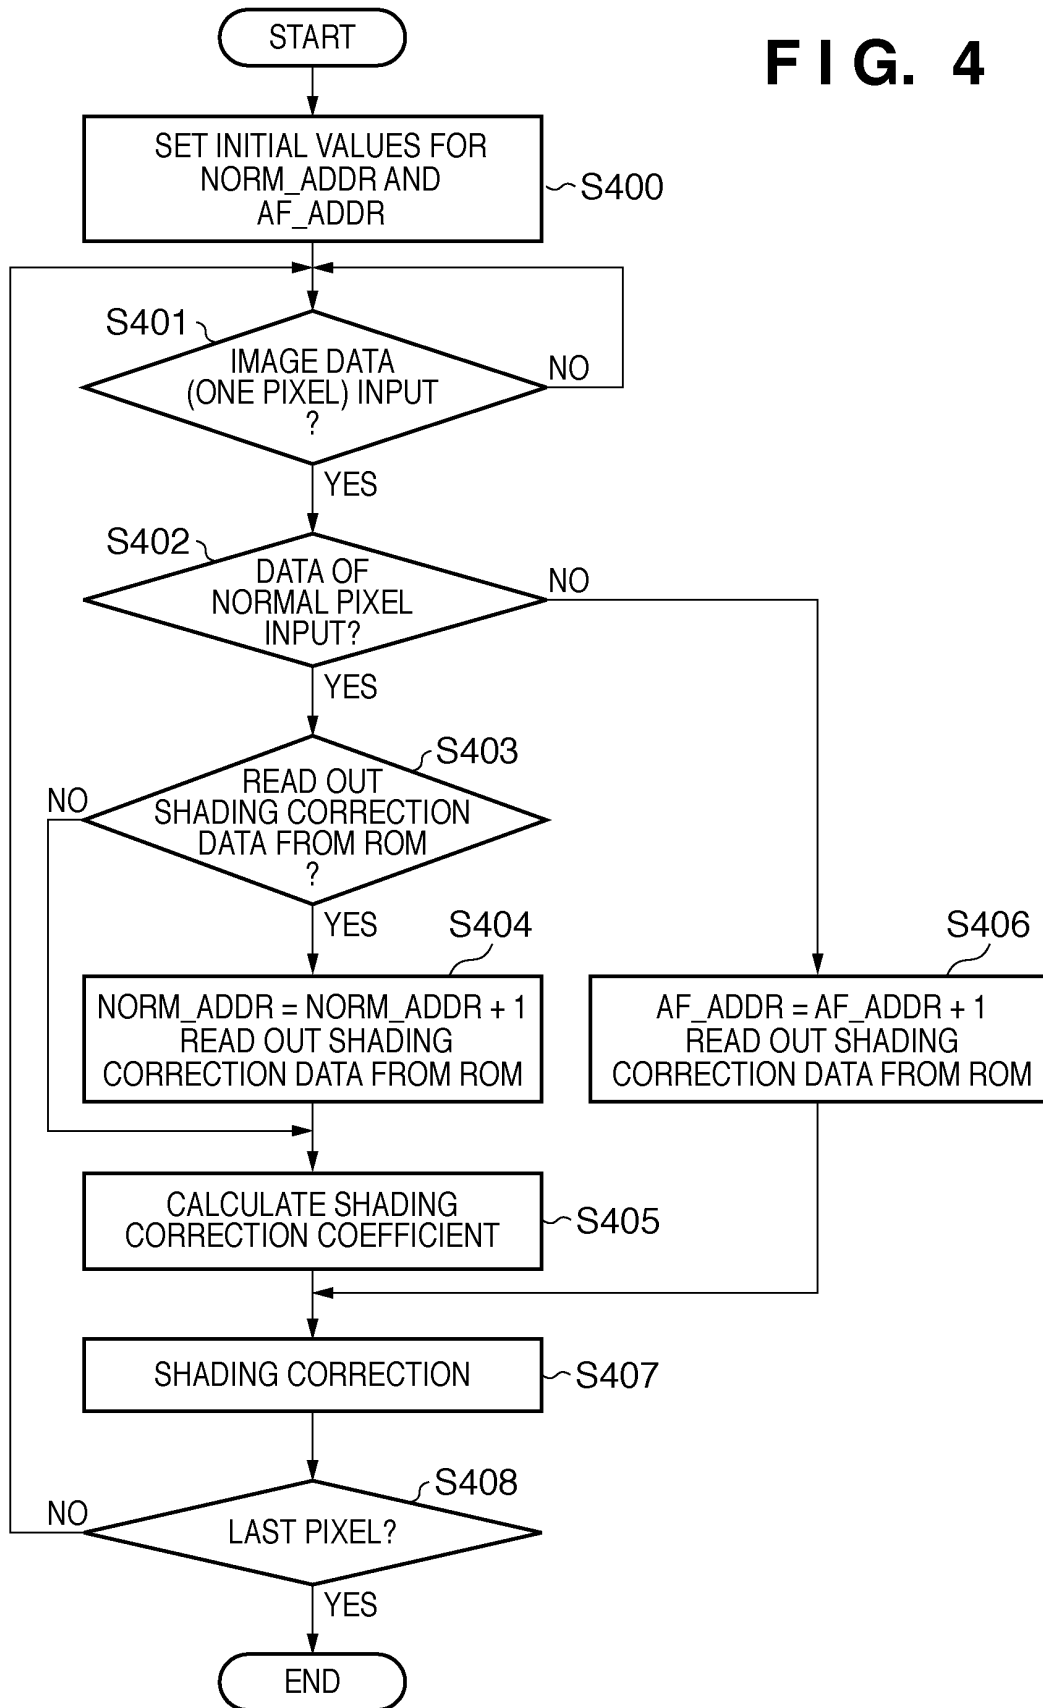 START
FIG. 4
SET INITIAL VALUES FOR
NORM_ADDR AND
AF_ADDR
S400
S401
IMAGE DATA
(ONE PIXEL) INPUT
?
NO
YES
S402
DATA OF
NORMAL PIXEL
INPUT?
NO
YES
S403
READ OUT
SHADING CORRECTION
DATA FROM ROM
?
NO
YES
S404
NORM_ADDR = NORM_ADDR + 1
READ OUT SHADING
CORRECTION DATA FROM ROM
S406
AF_ADDR = AF_ADDR + 1
READ OUT SHADING
CORRECTION DATA FROM ROM
CALCULATE SHADING
CORRECTION COEFFICIENT
S405
SHADING CORRECTION
S407
S408
LAST PIXEL?
NO
YES
END